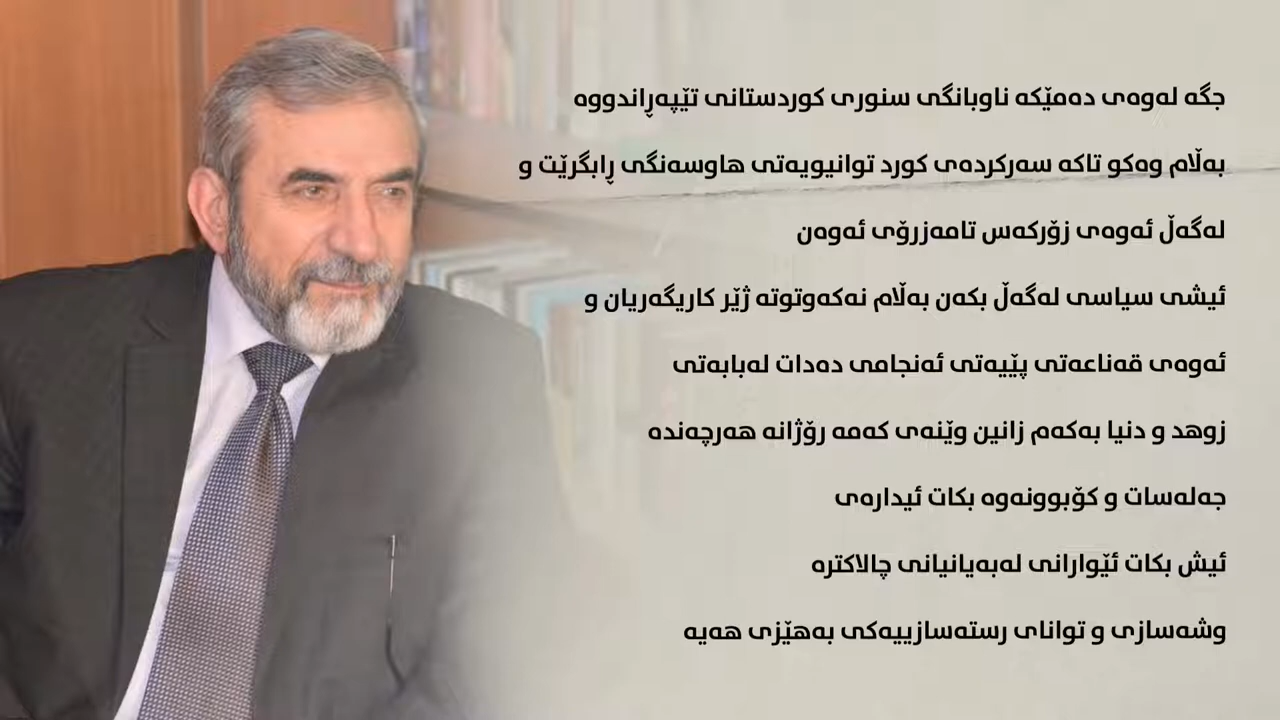 جگە لەوەی دەمێکە ناوبانگی سنوری کوردستانی تێپەڕاندووە
بەڵام وەکو تاکە سەرکردەی کورد توانیویەتی هاوسەنگی ڕابگرێت و
لەگەڵ ئەوەی زۆرکەس تامەزرۆی ئەوەن
ئیشی سیاسی لەگەڵ بکەن بەڵام نەکەوتوتە ژێر کاریگەریان و
ئەوەی قەناعەتی پێیەتی ئەنجامی دەدات لەبابەتی
زوهد و دنیا بەکەم زانین وێنەی کەمە رۆژانە هەرچەندە
جەلەسات و کۆبوونەوە بکات ئیدارەی
ئیش بکات ئێوارانی لەبەیانیانی چالاکترە
وشەسازی و توانای رستەسازییەکی بەهێزی هەیە